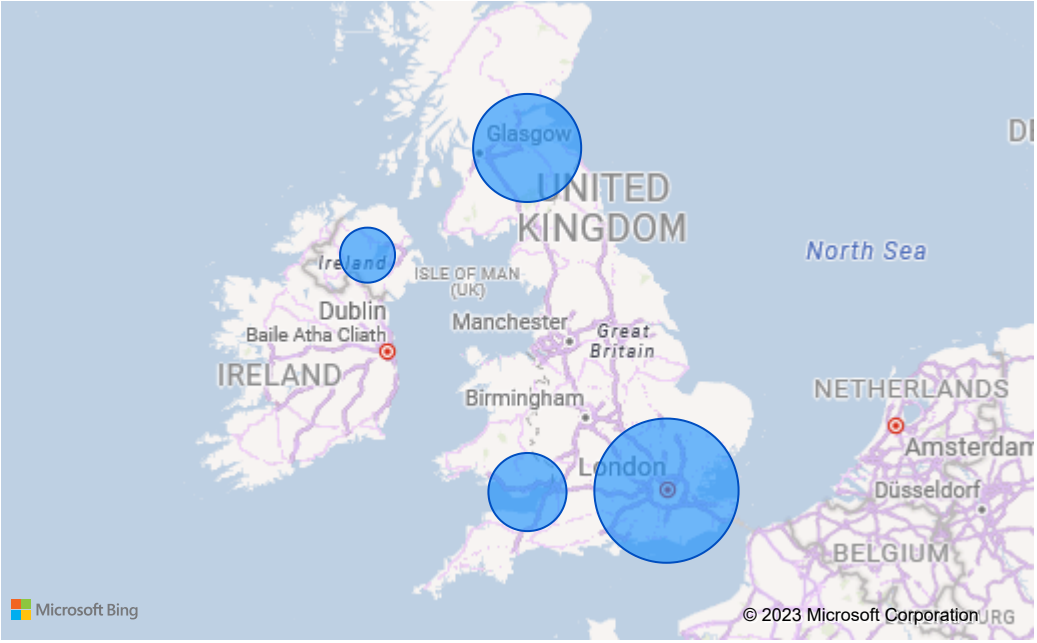 Glasgow
DE
UNITED
KINGDOM
North Sea
Ireland
ISLE OF MAN
(UK)
Dublin
Baile Atha Cliath
Manchester
Great
Britain
IRELAND
NETHERLANDS
Birmingham
Amsterdam
London
Düsseldorf
BELGIUM
Microsoft Bing
© 2023 Microsoft Corporation